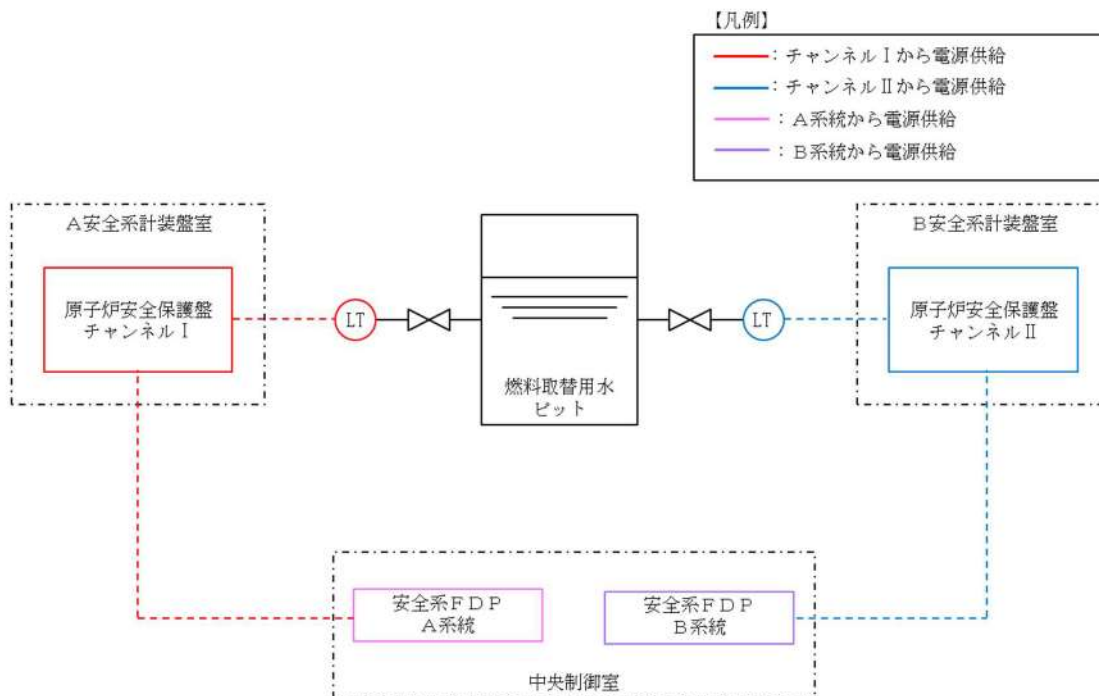 【凡例】
：チャンネルⅠから電源供給
：チャンネルⅡから電源供給
：Ａ系統から電源供給
：Ｂ系統から電源供給
Ａ安全系計装盤室
原子炉安全保護盤
チャンネルⅠ
LT
燃料取替用水
ピット
LT
Ｂ安全系計装盤室
原子炉安全保護盤
チャンネルⅡ
安全系ＦＤＰ
Ａ系統
安全系ＦＤＰ
Ｂ系統
中央制御室